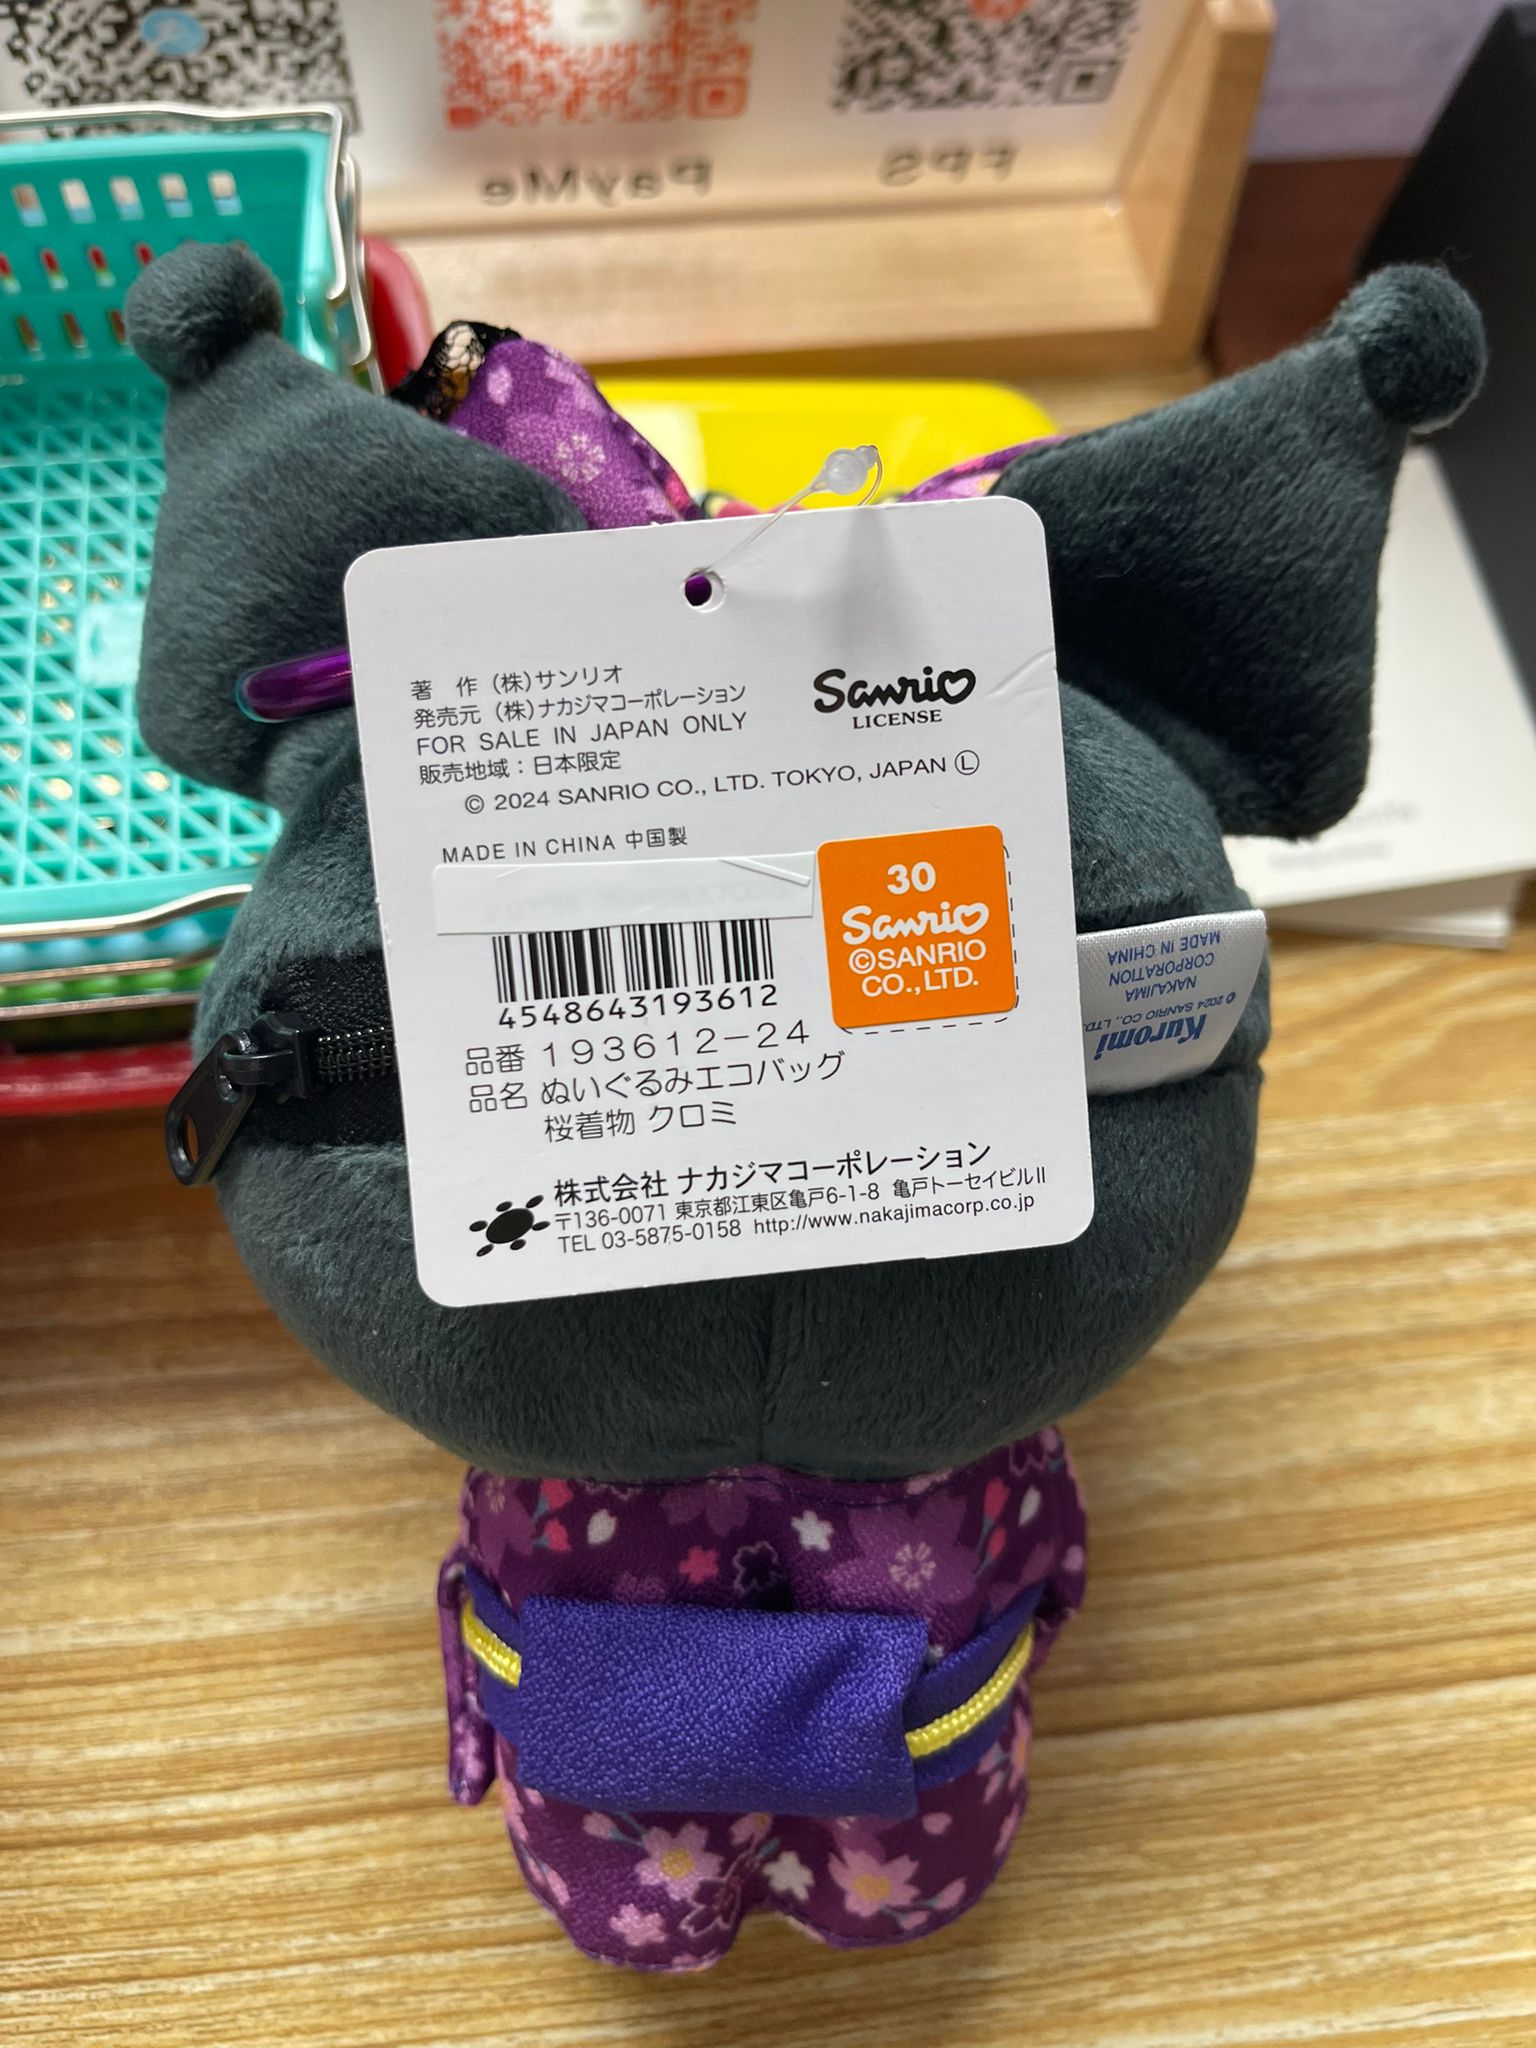 PayMe
FPS
著　作 (株)サンリオ
発売元 (株)ナカジマコーポレーション
FOR SALE IN JAPAN ONLY
販売地域：日本限定
© 2024 SANRIO CO., LTD. TOKYO, JAPAN Ⓛ
Sanrio
LICENSE
MADE IN CHINA 中国製
30
Sanrio
©SANRIO
CO.,LTD.
4548643193612
品番 193612-24
品名 ぬいぐるみエコバッグ
桜着物 クロミ
株式会社 ナカジマコーポレーション
〒136-0071 東京都江東区亀戸6-1-8 亀戸トーセイビルII
TEL 03-5875-0158 http://www.nakajimacorp.co.jp
Kuromi
© 2024 SANRIO CO., LTD.
NAKAJIMA
CORPORATION
MADE IN CHINA